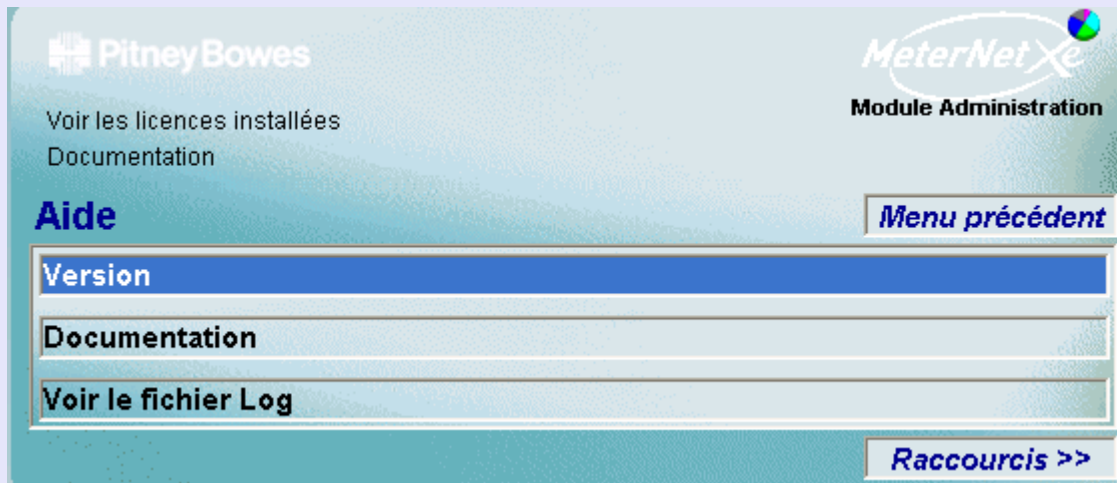 Pitney Bowes
MeterNet Xe
Module Administration
Voir les licences installées
Documentation
Aide
Menu précédent
Version
Documentation
Voir le fichier Log
Raccourcis >>